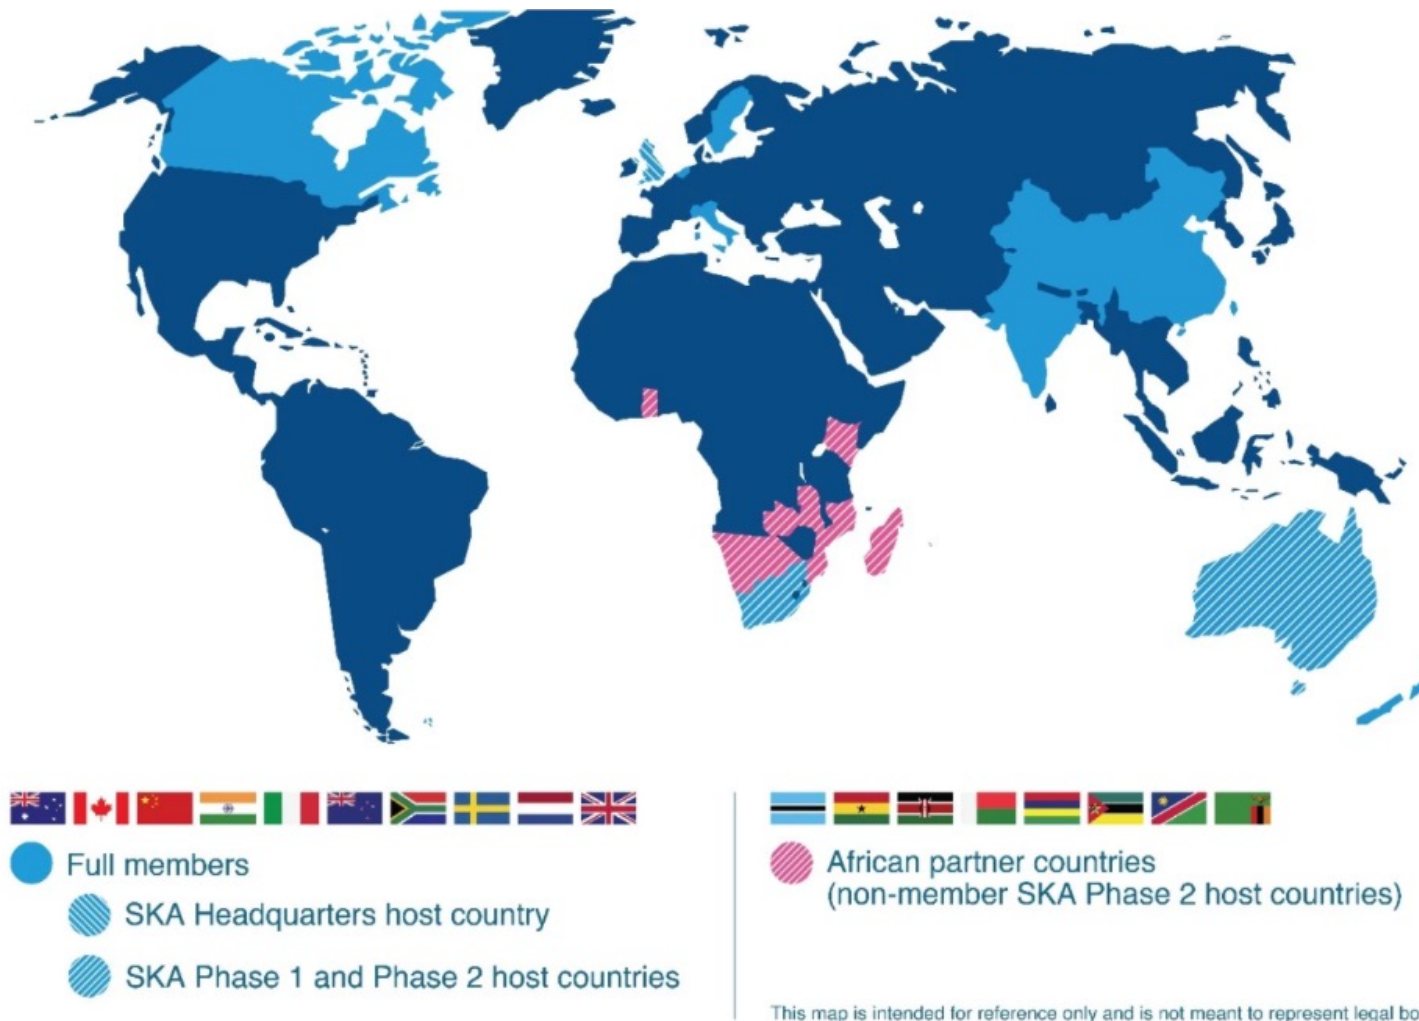 Full members
SKA Headquarters host country
SKA Phase 1 and Phase 2 host countries
African partner countries
(non-member SKA Phase 2 host countries)
This map is intended for reference only and is not meant to represent legal bo